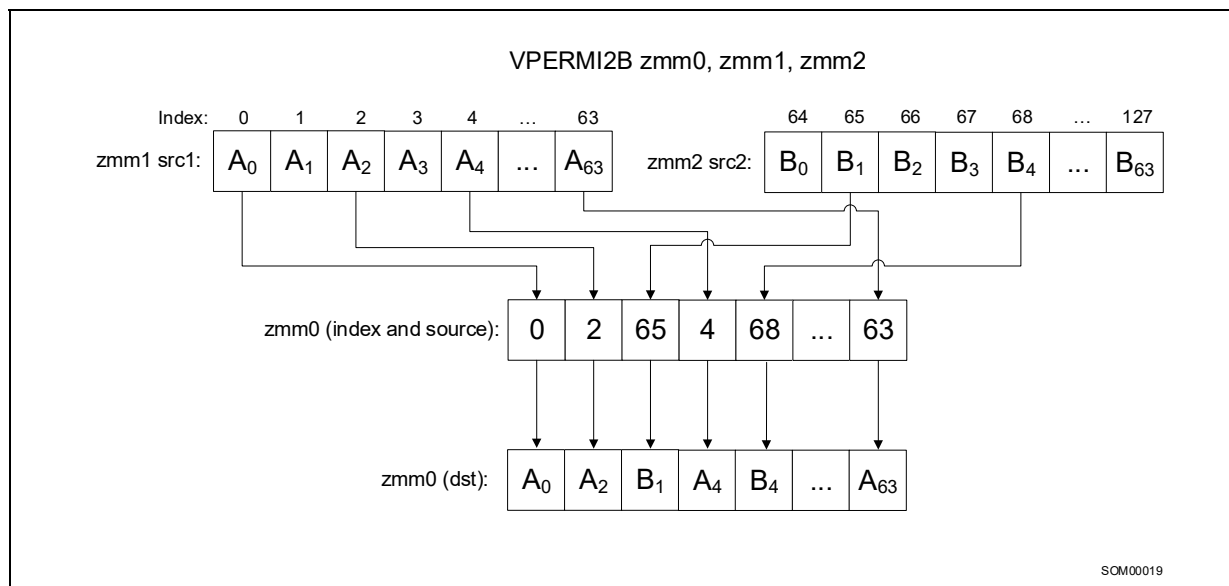 VPERMI2B zmm0, zmm1, zmm2
Index: 0 1 2 3 4 ... 63 64 65 66 67 68 ... 127
zmm1 src1: A₀ A₁ A₂ A₃ A₄ ... A₆₃ zmm2 src2: B₀ B₁ B₂ B₃ B₄ ... B₆₃
zmm0 (index and source): 0 2 65 4 68 ... 63
zmm0 (dst): A₀ A₂ B₁ A₄ B₄ ... A₆₃
SOM00019